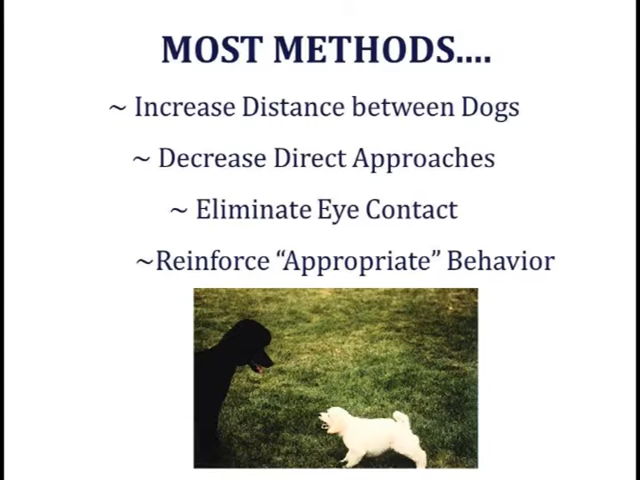 MOST METHODS....
~ Increase Distance between Dogs
~ Decrease Direct Approaches
~ Eliminate Eye Contact
~Reinforce “Appropriate” Behavior